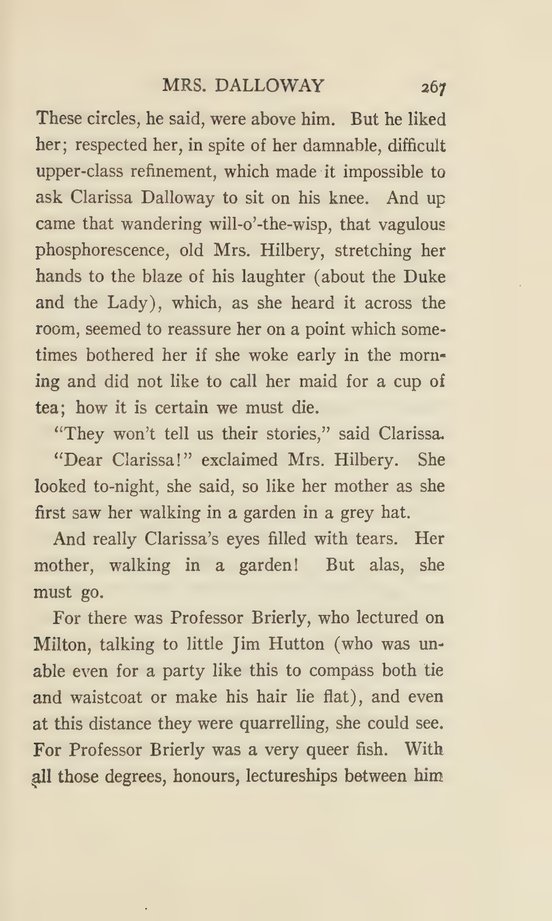 MRS. DALLOWAY 267
These circles, he said, were above him. But he liked
her; respected her, in spite of her damnable, difficult
upper-class refinement, which made it impossible to
ask Clarissa Dalloway to sit on his knee. And up
came that wandering will-o'-the-wisp, that vagulous
phosphorescence, old Mrs. Hilbery, stretching her
hands to the blaze of his laughter (about the Duke
and the Lady), which, as she heard it across the
room, seemed to reassure her on a point which some-
times bothered her if she woke early in the morn-
ing and did not like to call her maid for a cup of
tea; how it is certain we must die.
"They won't tell us their stories," said Clarissa.
"Dear Clarissa!" exclaimed Mrs. Hilbery. She
looked to-night, she said, so like her mother as she
first saw her walking in a garden in a grey hat.
And really Clarissa's eyes filled with tears. Her
mother, walking in a garden! But alas, she
must go.
For there was Professor Brierly, who lectured on
Milton, talking to little Jim Hutton (who was un-
able even for a party like this to compass both tie
and waistcoat or make his hair lie flat), and even
at this distance they were quarrelling, she could see.
For Professor Brierly was a very queer fish. With
all those degrees, honours, lectureships between him